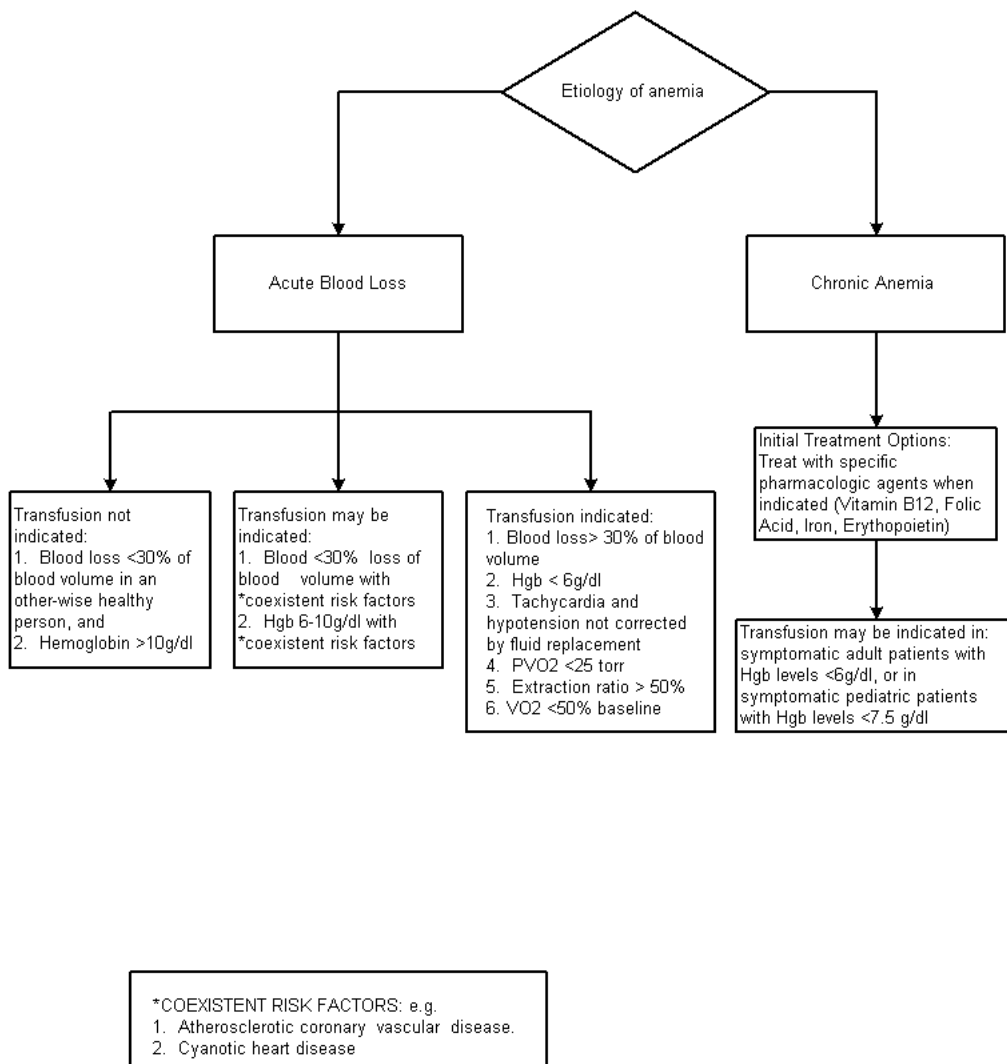 Etiology of anemia
Acute Blood Loss
Chronic Anemia
Transfusion not
indicated:
1. Blood loss <30% of
blood volume in an
other-wise healthy
person, and
2. Hemoglobin >10g/dl
Transfusion may be
indicated:
1. Blood <30% loss of
blood volume with
*coexistent risk factors
2. Hgb 6-10g/dl with
*coexistent risk factors
Transfusion indicated:
1. Blood loss> 30% of blood
volume
2. Hgb < 6g/dl
3. Tachycardia and
hypotension not corrected
by fluid replacement
4. PVO2 <25 torr
5. Extraction ratio > 50%
6. VO2 <50% baseline
Initial Treatment Options:
Treat with specific
pharmacologic agents when
indicated (Vitamin B12, Folic
Acid, Iron, Erythopoietin)
Transfusion may be indicated in:
symptomatic adult patients with
Hgb levels <6g/dl, or in
symptomatic pediatric patients
with Hgb levels <7.5 g/dl
*COEXISTENT RISK FACTORS: e.g.
1. Atherosclerotic coronary vascular disease.
2. Cyanotic heart disease